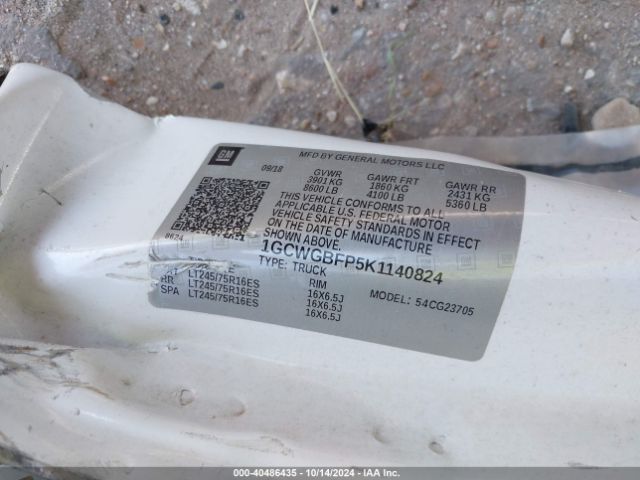 GM
MFD BY GENERAL MOTORS LLC
09/18 GVWR GAWR FRT GAWR RR
3901 KG 1860 KG 2431 KG
8600 LB 4100 LB 5360 LB
THIS VEHICLE CONFORMS TO ALL
APPLICABLE U.S. FEDERAL MOTOR
VEHICLE SAFETY STANDARDS IN EFFECT
ON THE DATE OF MANUFACTURE
SHOWN ABOVE.
8624
1GCWGBFP5K1140824
TYPE: TRUCK
RIM
LT245/75R16ES 16X6.5J
RR LT245/75R16ES 16X6.5J
SPA LT245/75R16ES 16X6.5J
MODEL: 54CG23705
000-40486435 - 10/14/2024 - IAA Inc.